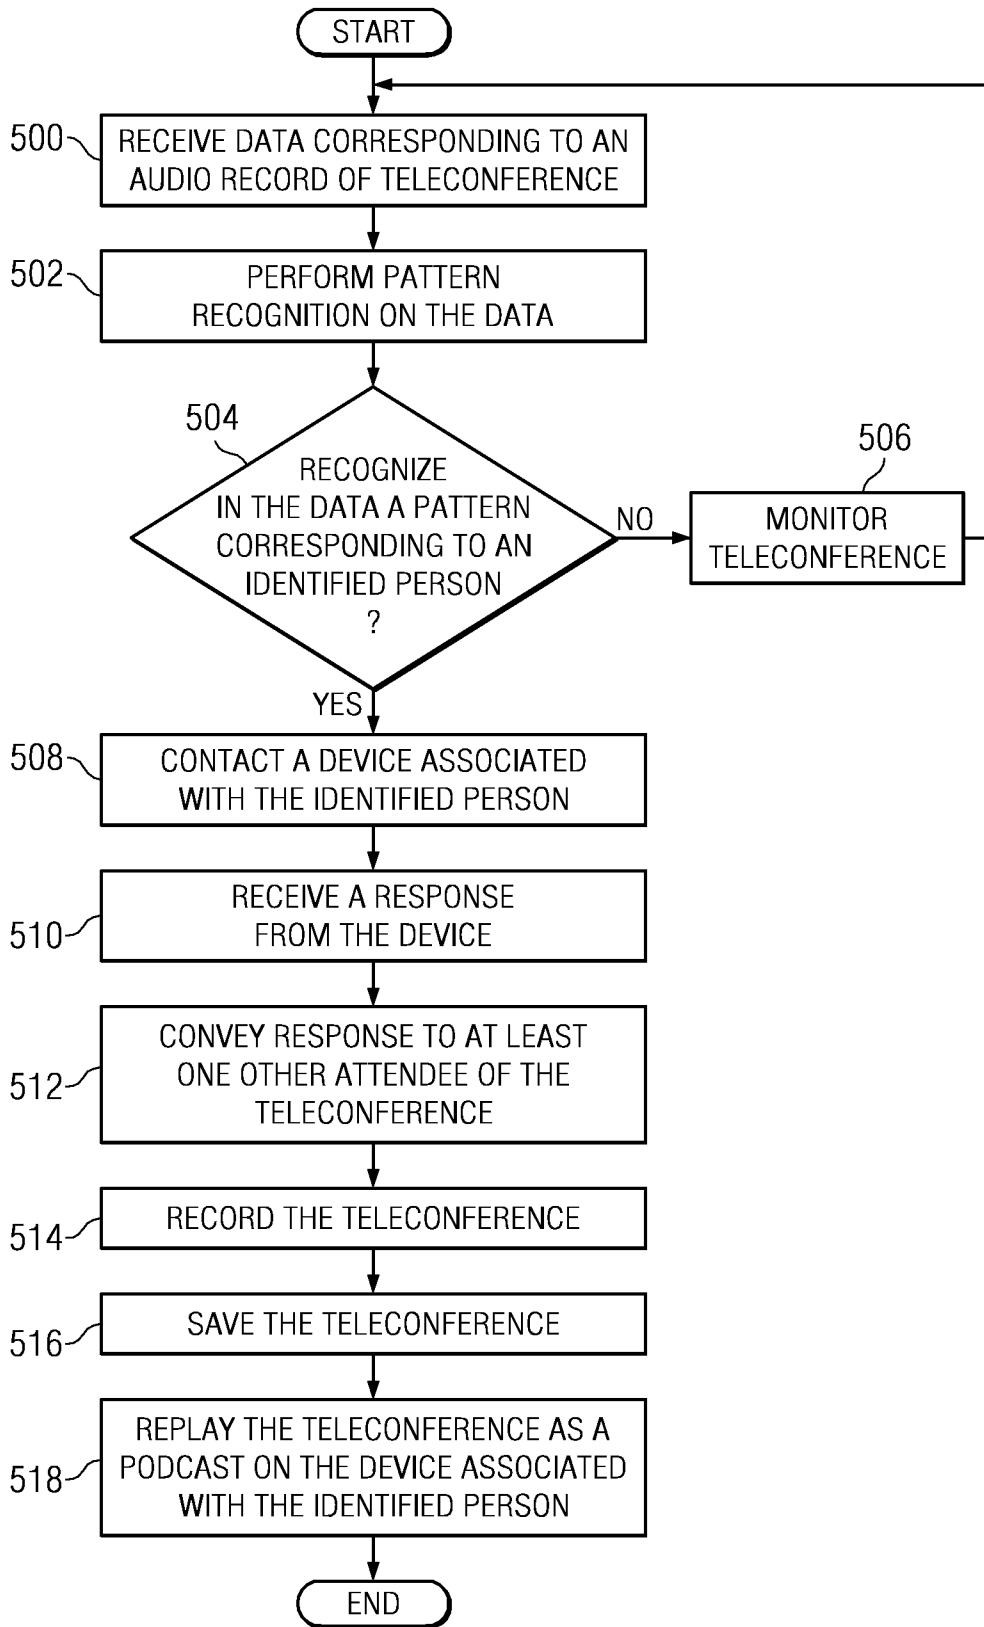 START
500
RECEIVE DATA CORRESPONDING TO AN
AUDIO RECORD OF TELECONFERENCE
502
PERFORM PATTERN
RECOGNITION ON THE DATA
504
RECOGNIZE
IN THE DATA A PATTERN
CORRESPONDING TO AN
IDENTIFIED PERSON
?
NO
506
MONITOR
TELECONFERENCE
YES
508
CONTACT A DEVICE ASSOCIATED
WITH THE IDENTIFIED PERSON
510
RECEIVE A RESPONSE
FROM THE DEVICE
512
CONVEY RESPONSE TO AT LEAST
ONE OTHER ATTENDEE OF THE
TELECONFERENCE
514
RECORD THE TELECONFERENCE
516
SAVE THE TELECONFERENCE
518
REPLAY THE TELECONFERENCE AS A
PODCAST ON THE DEVICE ASSOCIATED
WITH THE IDENTIFIED PERSON
END